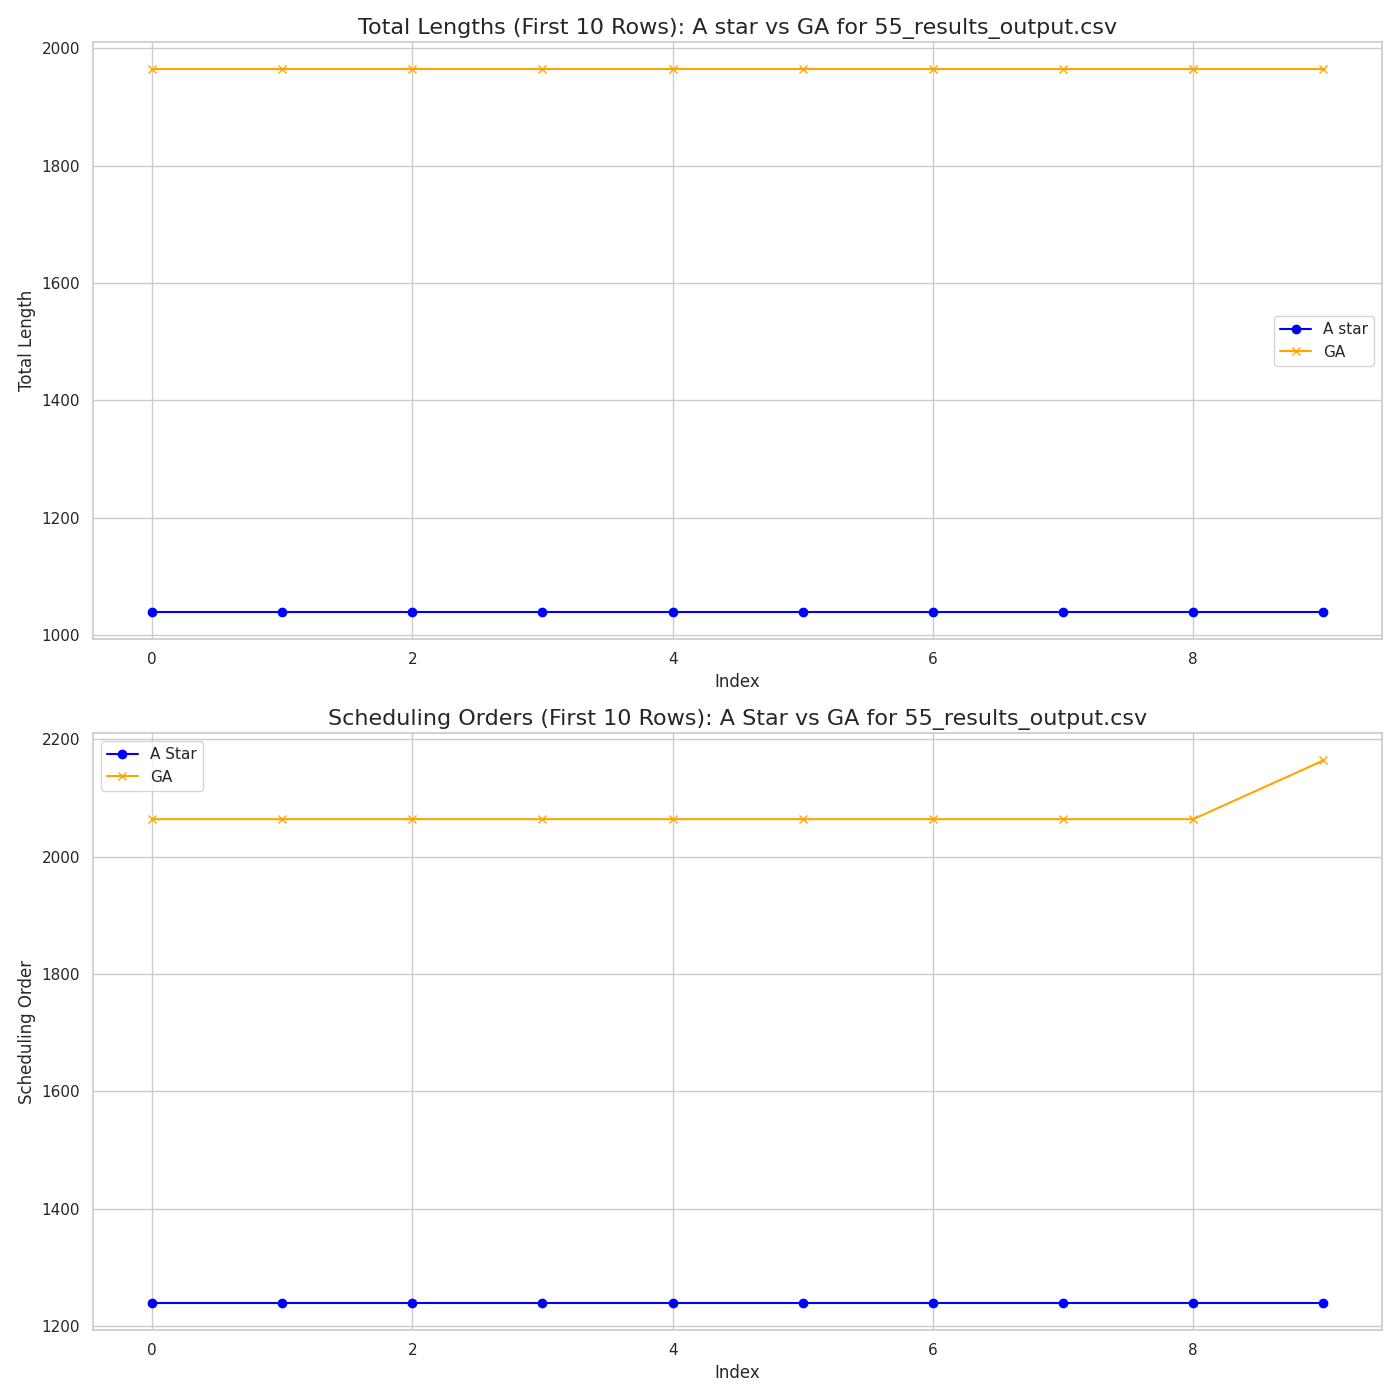 Total Lengths (First 10 Rows): A star vs GA for 55_results_output.csv
2000
1800
1600
1400
1200
1000
Total Length
A star
GA
0 2 4 6 8
Index
Scheduling Orders (First 10 Rows): A Star vs GA for 55_results_output.csv
2200
2000
1800
1600
1400
1200
Scheduling Order
A Star
GA
0 2 4 6 8
Index